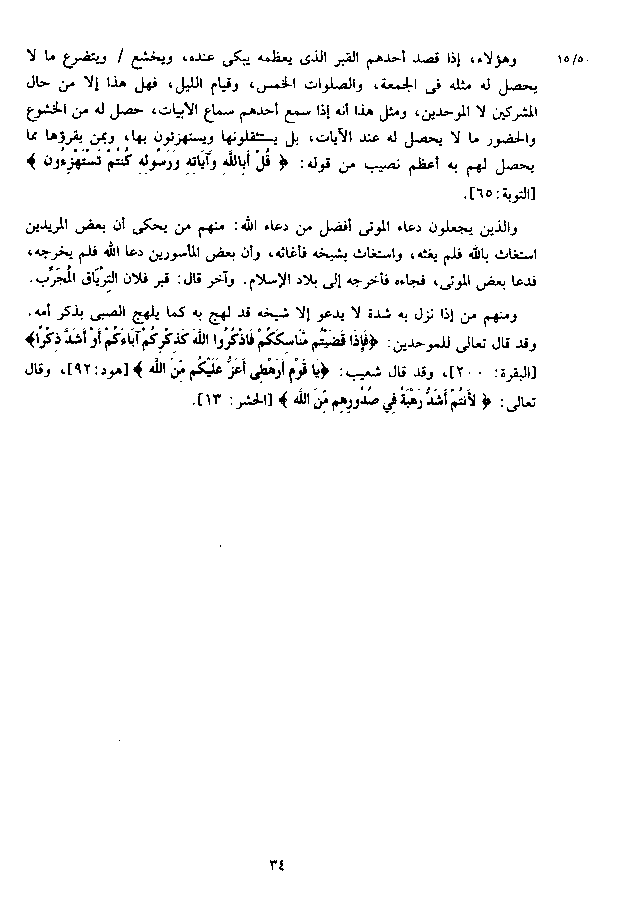 ١٥/٥٠ وهؤلاء، إذا قصد أحدهم القبر الذى يعظمه يبكى عنده، ويخشع / ويتضرع ما لا
يحصل له مثله فى الجمعة، والصلوات الخمس، وقيام الليل، فهل هذا إلا من حال
المشركين لا الموحدين، ومثل هذا أنه إذا سمع أحدهم سماع الأبيات، حصل له من الخشوع
والحضور ما لا يحصل له عند الآيات، بل يستثقلونها ويستهزئون بها، وبمن يقرؤها بما
يحصل لهم به أعظم نصيب من قوله: ﴿ قُلْ أَبِاللَّهِ وَآيَاتِهِ وَرَسُولِهِ كُنتُمْ تَسْتَهْزِءُونَ ﴾
[التوبة:٦٥].
والذين يجعلون دعاء الموتى أفضل من دعاء الله: منهم من يحكى أن بعض المريدين
استغاث بالله فلم يغثه، واستغاث بشيخه فأغاثه، وأن بعض المأسورين دعا الله فلم يخرجه،
فدعا بعض الموتى، فجاءه فأخرجه إلى بلاد الإسلام. وآخر قال: قبر فلان التِّرْيَاق المُجَرَّب.
ومنهم من إذا نزل به شدة لا يدعو إلا شيخه قد لهج به كما يلهج الصبى بذكر أمه.
وقد قال تعالى للموحدين: ﴿فَإِذَا قَضَيْتُم مَّنَاسِكَكُمْ فَاذْكُرُوا اللَّهَ كَذِكْرِكُمْ آبَاءَكُمْ أَوْ أَشَدَّ ذِكْرًا﴾
[البقرة: ٢٠٠]، وقد قال شعيب: ﴿يَا قَوْمِ أَرَهْطِى أَعَزُّ عَلَيْكُم مِّنَ اللَّهِ ﴾ [هود:٩٢]، وقال
تعالى: ﴿ لأَنتُمْ أَشَدُّ رَهْبَةً فِي صُدُورِهِم مِّنَ اللَّهِ ﴾ [الحشر: ١٣].
٣٤